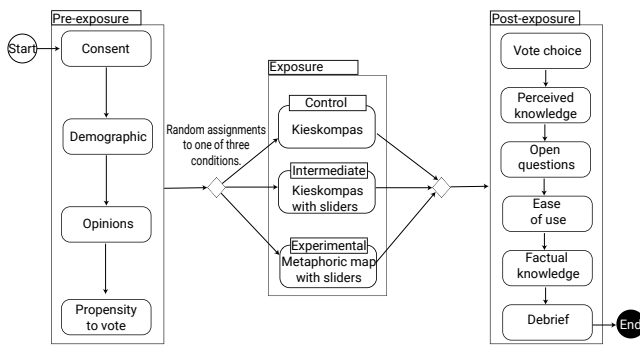 Pre-exposure
Start
Consent
Demographic
Opinions
Propensity
to vote
Random assignments
to one of three
conditions.
Exposure
Control
Kieskompas
Intermediate
Kieskompas
with sliders
Experimental
Metaphoric map
with sliders
Post-exposure
Vote choice
Perceived
knowledge
Open
questions
Ease
of use
Factual
knowledge
Debrief
End